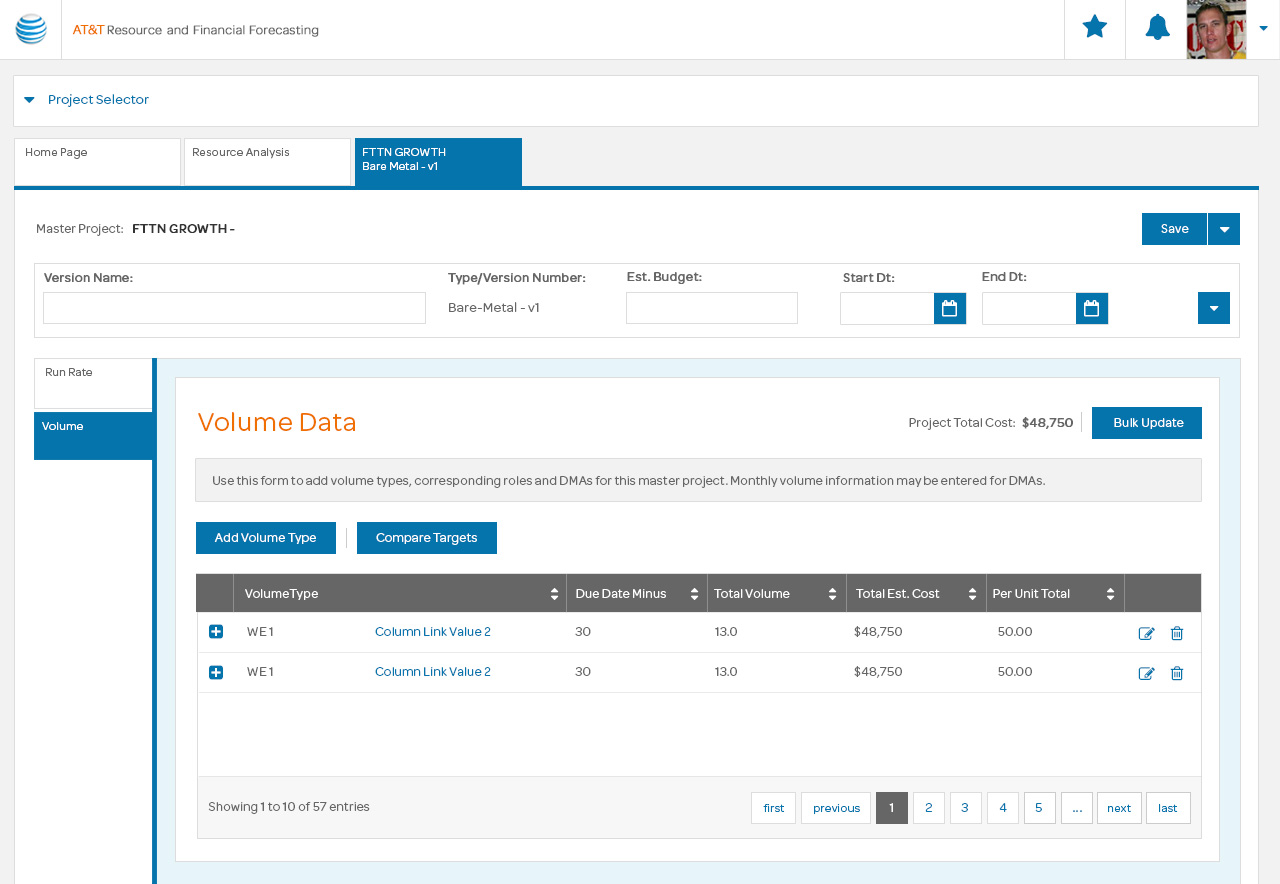 AT&T Resource and Financial Forecasting
Project Selector
Home Page
Resource Analysis
FTTN GROWTH
Bare Metal - v1
Master Project: FTTN GROWTH -
Save
Version Name:
Type/Version Number:
Est. Budget:
Start Dt:
End Dt:
Bare-Metal - v1
Run Rate
Volume
Volume Data
Project Total Cost: $48,750
Bulk Update
Use this form to add volume types, corresponding roles and DMAs for this master project. Monthly volume information may be entered for DMAs.
Add Volume Type
Compare Targets
VolumeType Due Date Minus Total Volume Total Est. Cost Per Unit Total
WE1 Column Link Value 2 30 13.0 $48,750 50.00
WE1 Column Link Value 2 30 13.0 $48,750 50.00
Showing 1 to 10 of 57 entries
first previous 1 2 3 4 5 ... next last